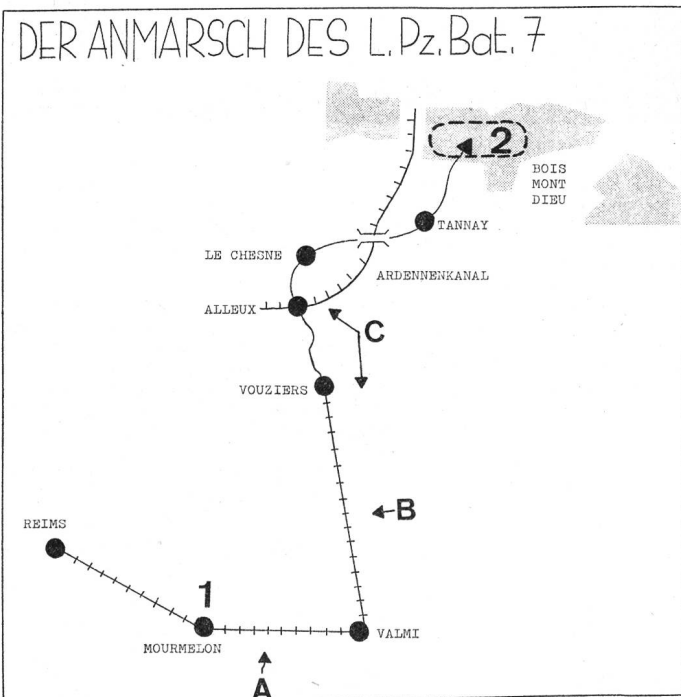 DER ANMARSCH DES L.Pz.Bat.7
2
BOIS
MONT
DIEU
TANNAY
LE CHESNE
ARDENNENKANAL
ALLEUX
C
VOUZIERS
B
REIMS
1
MOURMELON
VALMI
A